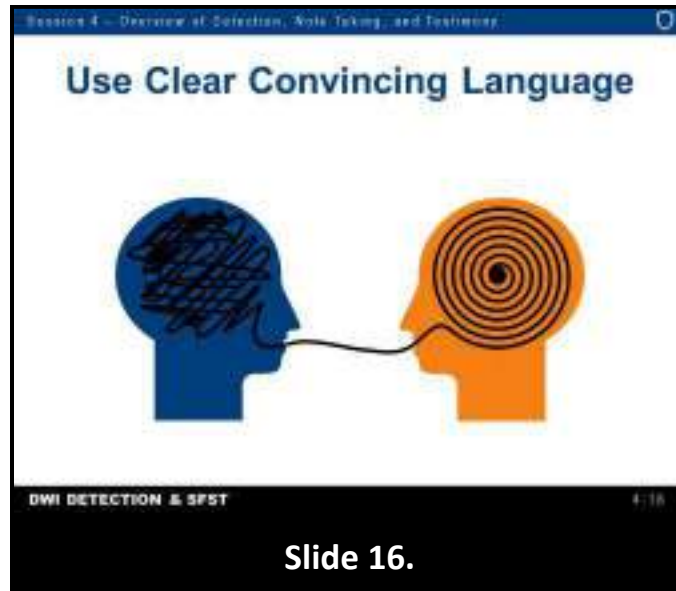 Session 4 – Overview of Detection, Note Taking, and Testimony
Use Clear Convincing Language
DWI DETECTION & SFST
4-16
Slide 16.